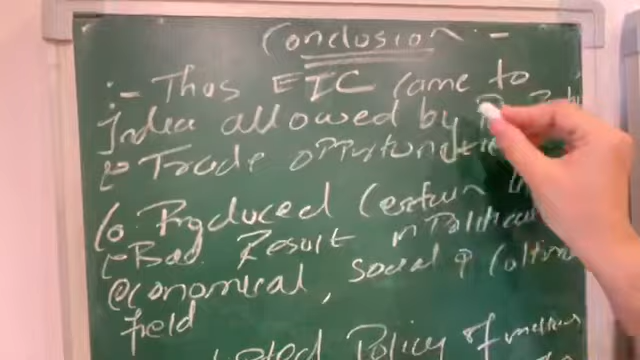 Conclusion :-
:- Thus EIC came to
India allowed by
Trade opportunities
Co. Produced Certain
Bad Result in Political
Economical, Social & Cultural
field
Policy of